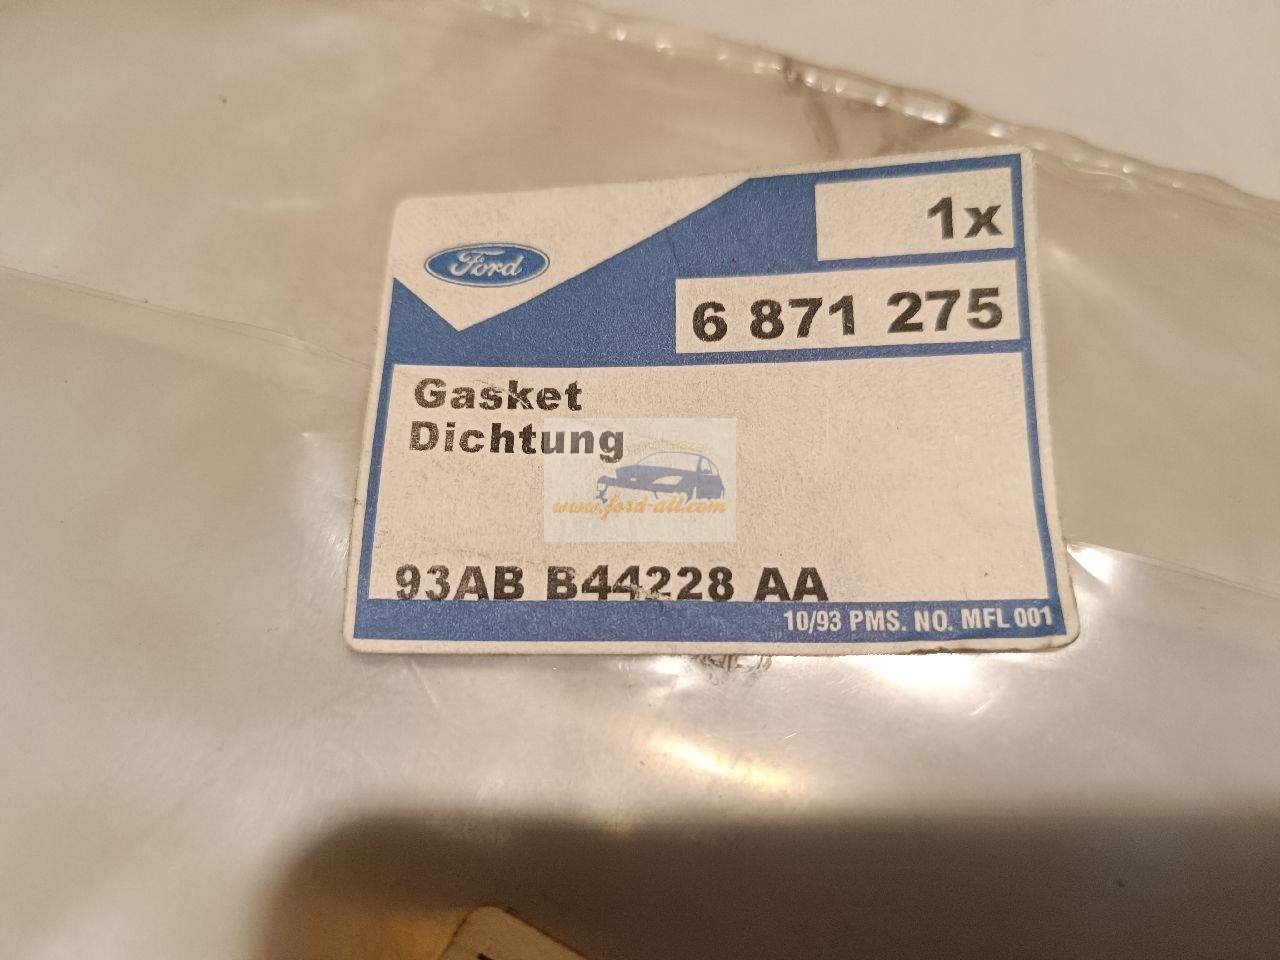 Ford
1x
6 871 275
Gasket
Dichtung
www.ford-all.com
93AB B44228 AA
10/93 PMS. NO. MFL 001